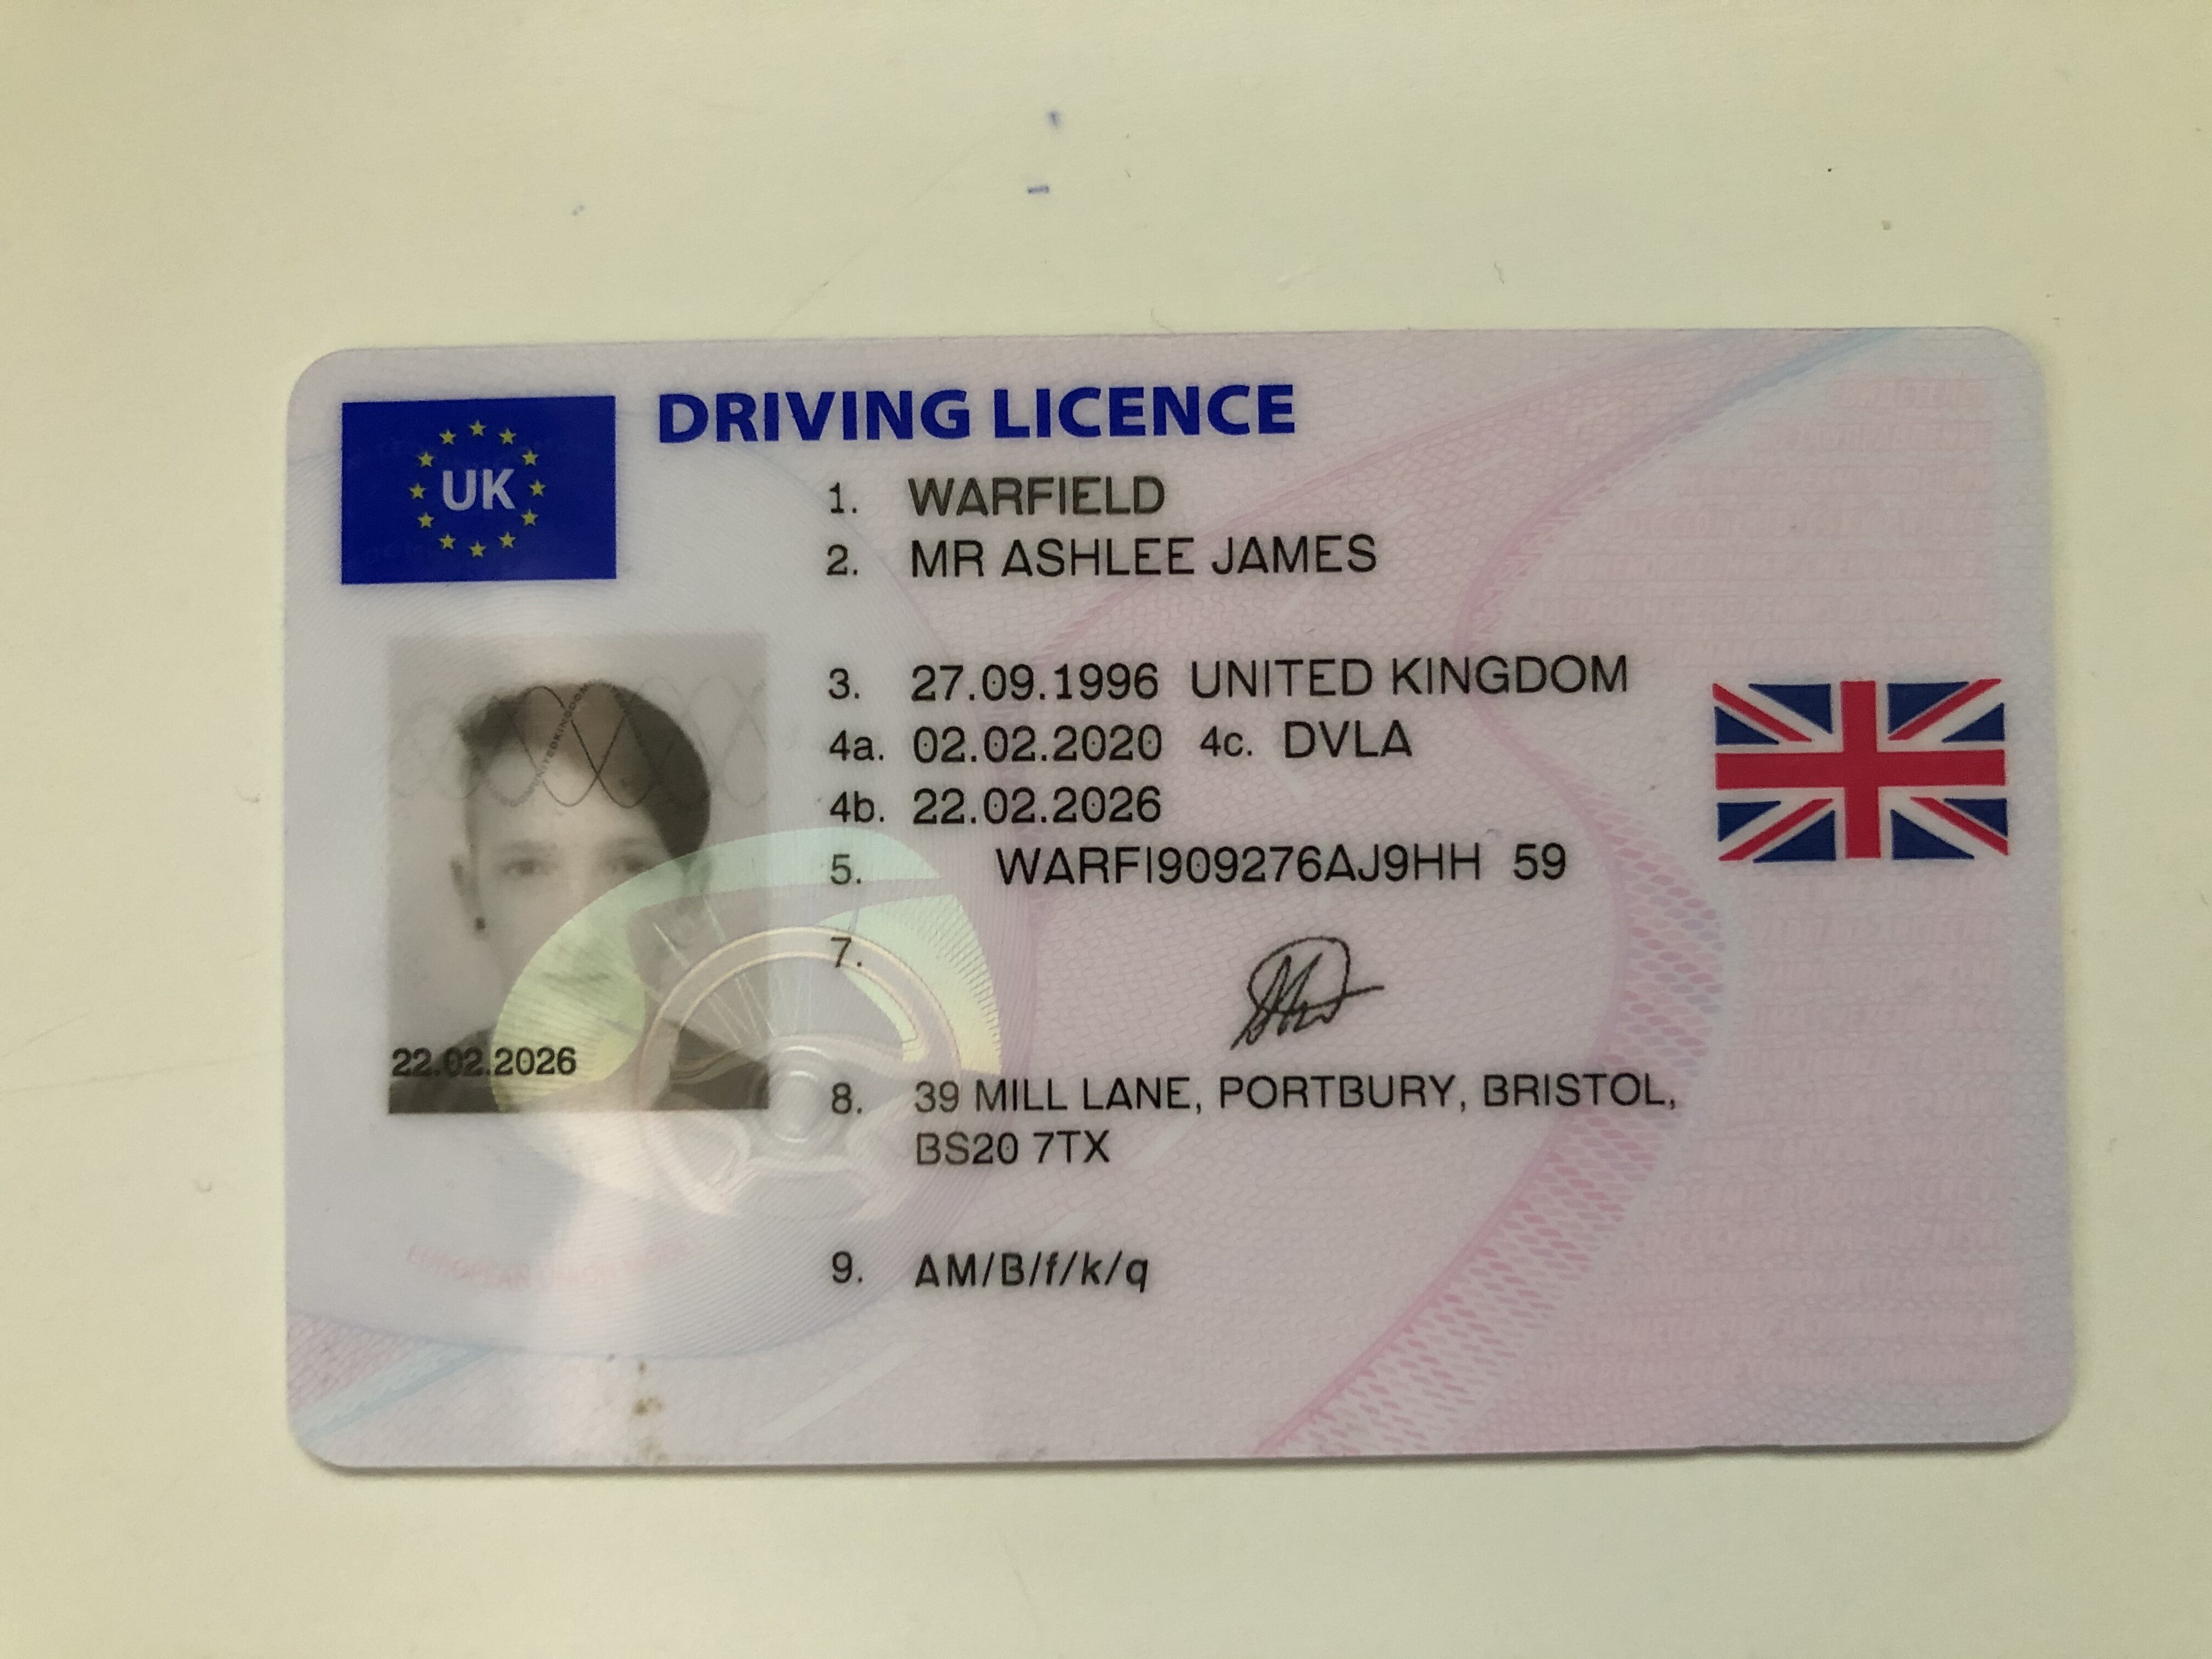 UK
DRIVING LICENCE
1. WARFIELD
2. MR ASHLEE JAMES
3. 27.09.1996 UNITED KINGDOM
4a. 02.02.2020 4c. DVLA
4b. 22.02.2026
5. WARFI909276AJ9HH 59
7.
22.02.2026
8. 39 MILL LANE, PORTBURY, BRISTOL,
BS20 7TX
9. AM/B/f/k/q